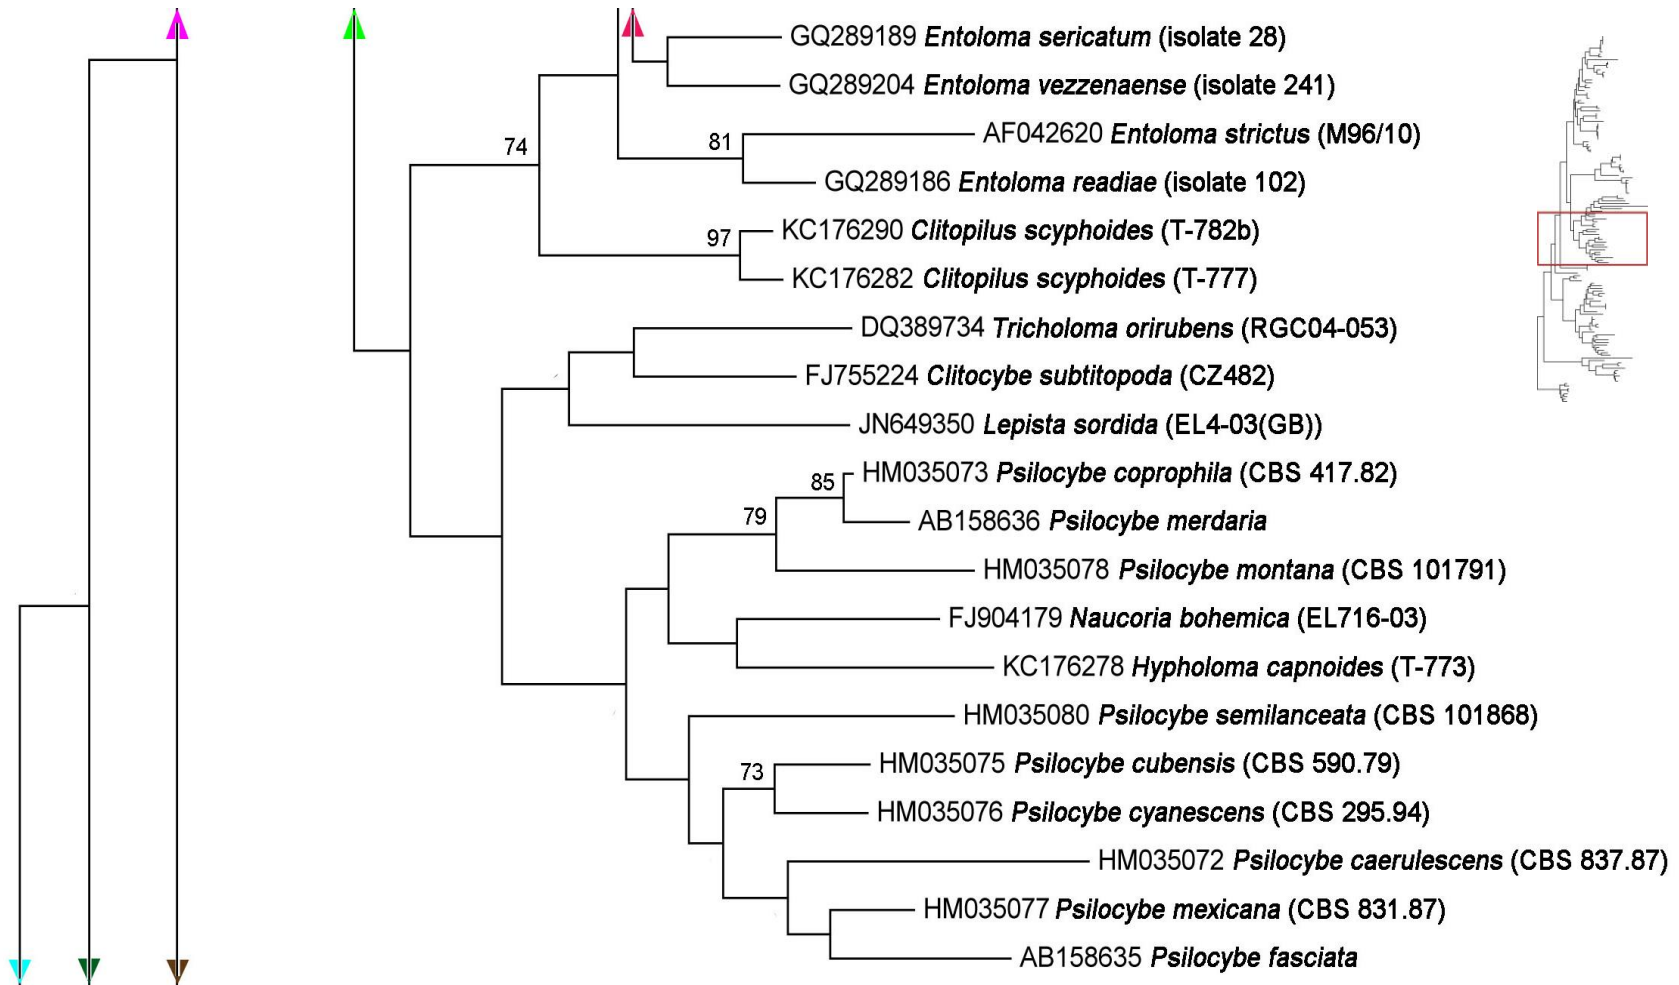 GQ289189 Entoloma sericatum (isolate 28)
GQ289204 Entoloma vezzenaense (isolate 241)
74
81
AF042620 Entoloma strictus (M96/10)
GQ289186 Entoloma readiae (isolate 102)
97
KC176290 Clitopilus scyphoides (T-782b)
KC176282 Clitopilus scyphoides (T-777)
DQ389734 Tricholoma orirubens (RGC04-053)
FJ755224 Clitocybe subtitopoda (CZ482)
JN649350 Lepista sordida (EL4-03(GB))
85
HM035073 Psilocybe coprophila (CBS 417.82)
79
AB158636 Psilocybe merdaria
HM035078 Psilocybe montana (CBS 101791)
FJ904179 Naucoria bohemica (EL716-03)
KC176278 Hypholoma capnoides (T-773)
HM035080 Psilocybe semilanceata (CBS 101868)
73
HM035075 Psilocybe cubensis (CBS 590.79)
HM035076 Psilocybe cyanescens (CBS 295.94)
HM035072 Psilocybe caerulescens (CBS 837.87)
HM035077 Psilocybe mexicana (CBS 831.87)
AB158635 Psilocybe fasciata